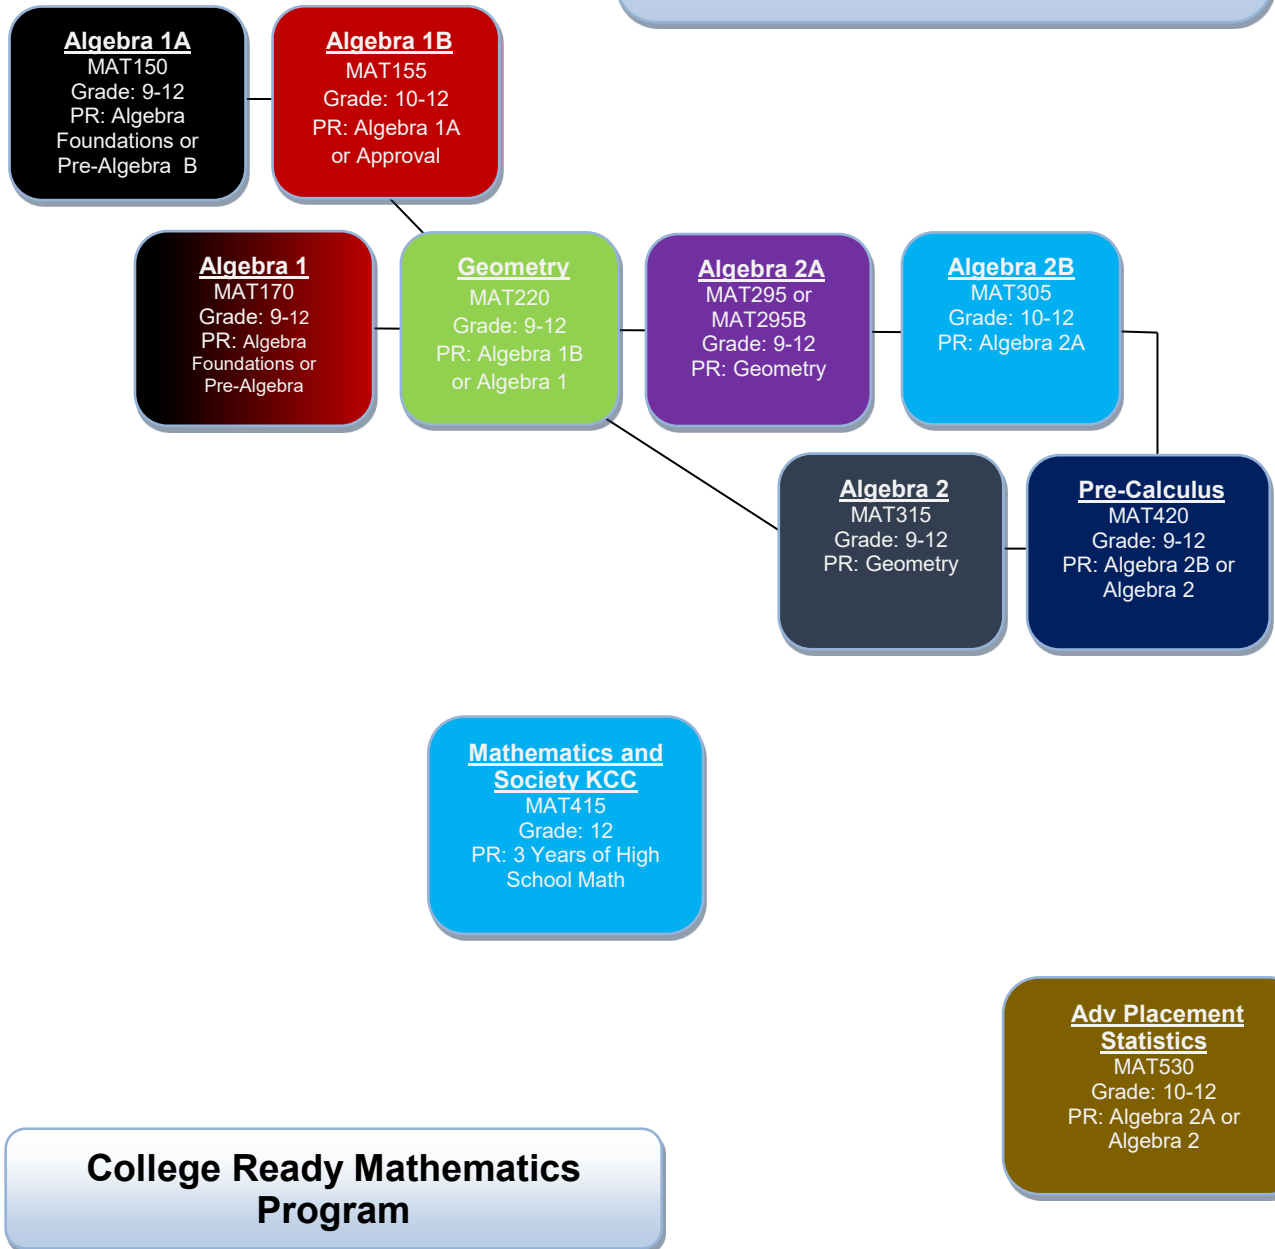 Algebra 1A
MAT150
Grade: 9-12
PR: Algebra
Foundations or
Pre-Algebra B
Algebra 1B
MAT155
Grade: 10-12
PR: Algebra 1A
or Approval
Algebra 1
MAT170
Grade: 9-12
PR: Algebra
Foundations or
Pre-Algebra
Geometry
MAT220
Grade: 9-12
PR: Algebra 1B
or Algebra 1
Algebra 2A
MAT295 or
MAT295B
Grade: 9-12
PR: Geometry
Algebra 2B
MAT305
Grade: 10-12
PR: Algebra 2A
Algebra 2
MAT315
Grade: 9-12
PR: Geometry
Pre-Calculus
MAT420
Grade: 9-12
PR: Algebra 2B or
Algebra 2
Mathematics and
Society KCC
MAT415
Grade: 12
PR: 3 Years of High
School Math
Adv Placement
Statistics
MAT530
Grade: 10-12
PR: Algebra 2A or
Algebra 2
College Ready Mathematics
Program